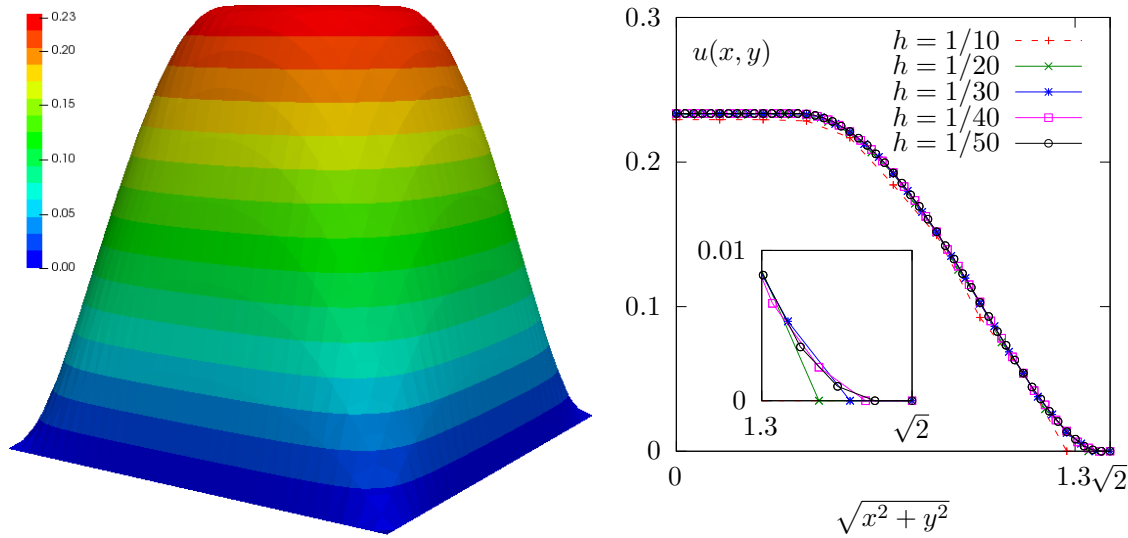 0.23
0.20
0.15
0.10
0.05
0.00
0.3
0.2
0.1
0
u(x, y)
h = 1/10
h = 1/20
h = 1/30
h = 1/40
h = 1/50
0.01
0
1.3
√2
0
1.3
√2
√x² + y²